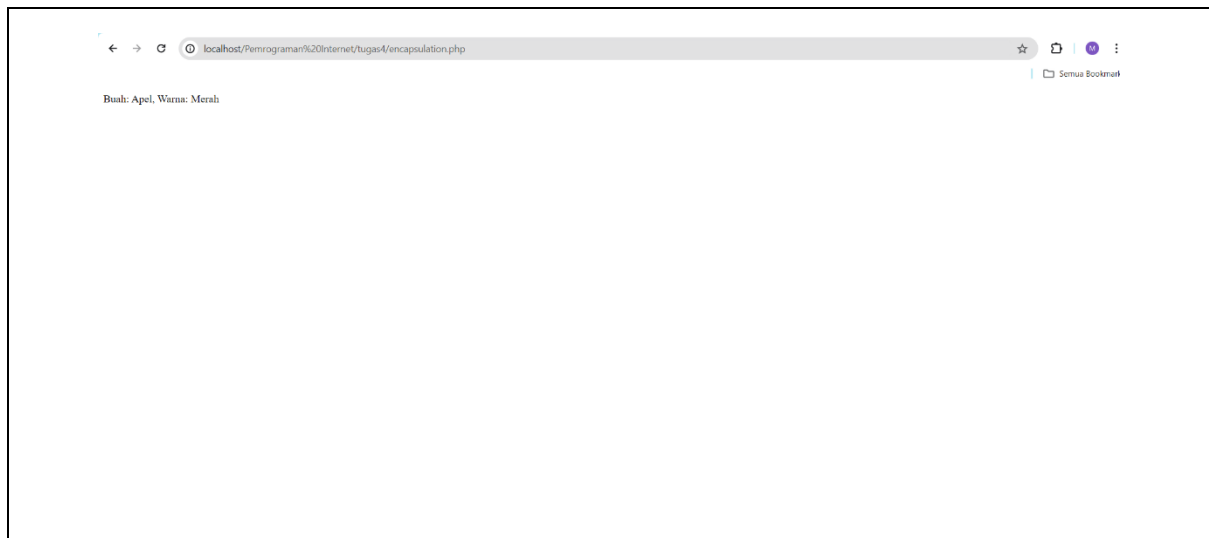 localhost/Pemrograman%20Internet/tugas4/encapsulation.php
M
Semua Bookmark
Buah: Apel, Warna: Merah